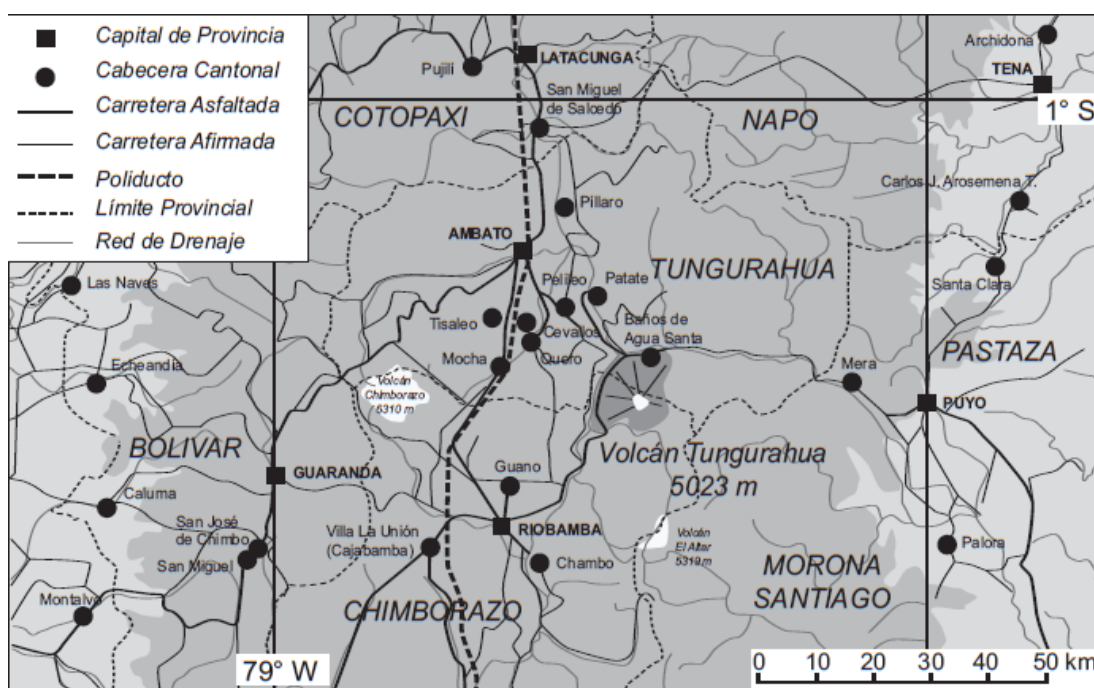 Capital de Provincia
Cabecera Cantonal
Carretera Asfaltada
Carretera Afirmada
Poliducto
Límite Provincial
Red de Drenaje
Pujili
LATACUNGA
San Miguel
de Salcedo
Archidona
TENA
1° S
COTOPAXI
NAPO
Carlos J. Arosemena T.
Píllaro
AMBATO
Pelileo
Patate
TUNGURAHUA
Santa Clara
Las Naves
Tisaleo
Cevallos
Baños de
Agua Santa
Mocha
Quero
Mera
PASTAZA
Echeandía
Volcán
Chimborazo
6310 m
PUYO
BOLIVAR
GUARANDA
Guano
Volcán Tungurahua
5023 m
Caluma
San José
de Chimbo
San Miguel
Villa La Unión
(Cajabamba)
RIOBAMBA
Chambo
Volcán
El Altar
5319 m
Palora
MORONA
SANTIAGO
Montalvo
CHIMBORAZO
79° W
0 10 20 30 40 50 km